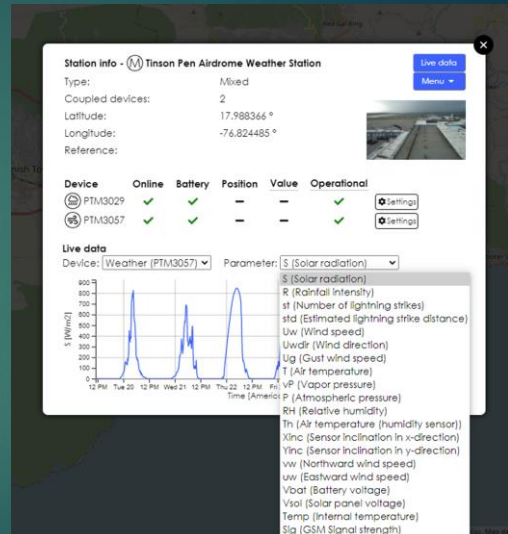 Station info - M Tinson Pen Airdrome Weather Station
Live data
Menu
Type: Mixed
Coupled devices: 2
Latitude: 17.988366 °
Longitude: -76.824485 °
Reference:
Device Online Battery Position Value Operational
PTM3029 Settings
PTM3057 Settings
Live data
Device: Weather (PTM3057) Parameter: S (Solar radiation)
S (Solar radiation)
R (Rainfall intensity)
st (Number of lightning strikes)
std (Estimated lightning strike distance)
Uw (Wind speed)
Uwdir (Wind direction)
Ug (Gust wind speed)
T (Air temperature)
vP (Vapor pressure)
P (Atmospheric pressure)
RH (Relative humidity)
Th (Air temperature (humidity sensor))
Xinc (Sensor inclination in x-direction)
Yinc (Sensor inclination in y-direction)
vw (Northward wind speed)
uw (Eastward wind speed)
Vbat (Battery voltage)
Vsol (Solar panel voltage)
Temp (Internal temperature)
Sig (GSM Signal strength)
S [W/m2]
900
800
700
600
500
400
300
200
100
0
12 PM Tue 20 12 PM Wed 21 12 PM Thu 22 12 PM Fri
Time [Americ